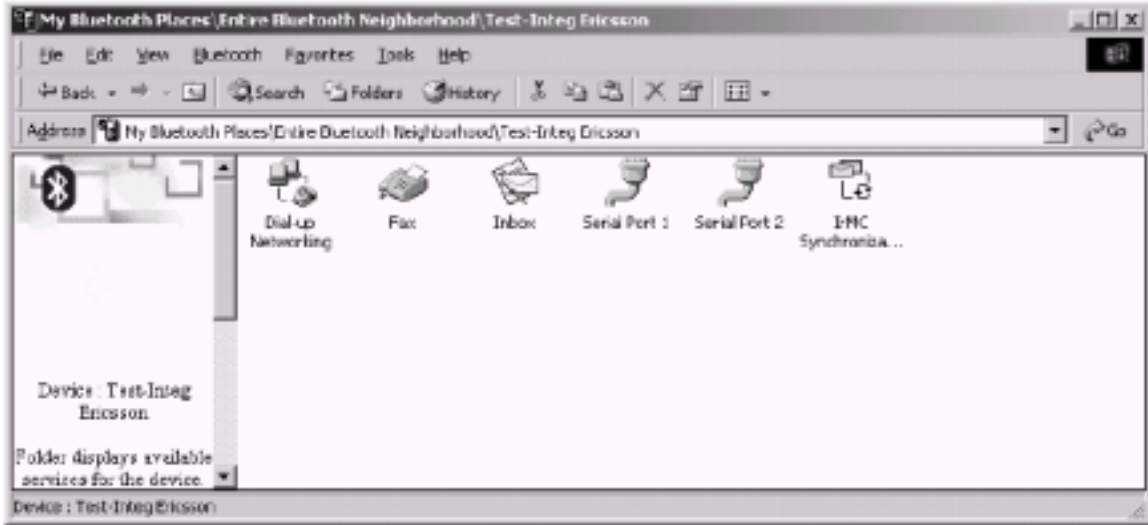 My Bluetooth Places\Entire Bluetooth Neighborhood\Test-Integ Ericsson
File Edit View Bluetooth Favorites Tools Help
Back Search Folders History
Address My Bluetooth Places\Entire Bluetooth Neighborhood\Test-Integ Ericsson Go
Dial-up
Networking
Fax
Inbox
Serial Port 1
Serial Port 2
IrMC
Synchroniza...
Device : Test-Integ
Ericsson
Folder displays available
services for the device.
Device : Test-Integ Ericsson